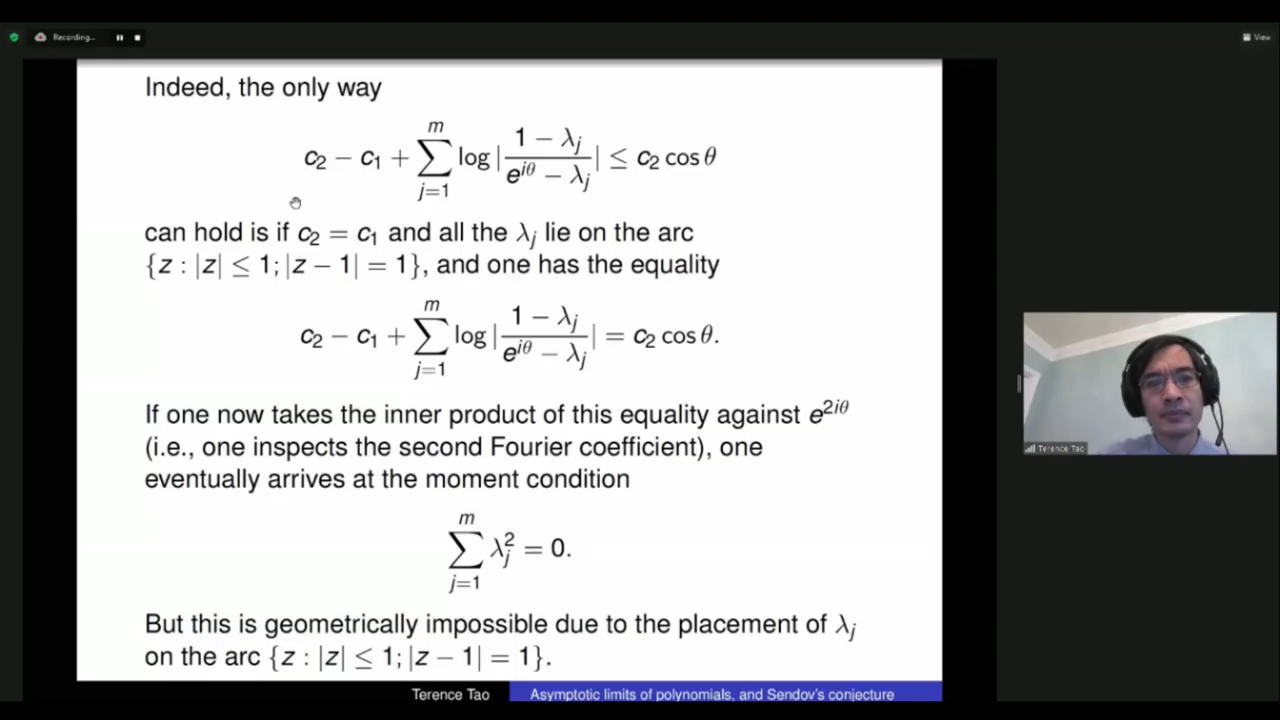 Recording...
View
Indeed, the only way
c₂ − c₁ + ∑_{j=1}^{m} log|(1 − λ_j)/(e^{iθ} − λ_j)| ≤ c₂ cos θ
can hold is if c₂ = c₁ and all the λ_j lie on the arc
{z : |z| ≤ 1; |z − 1| = 1}, and one has the equality
c₂ − c₁ + ∑_{j=1}^{m} log|(1 − λ_j)/(e^{iθ} − λ_j)| = c₂ cos θ.
If one now takes the inner product of this equality against e^{2iθ}
(i.e., one inspects the second Fourier coefficient), one
eventually arrives at the moment condition
∑_{j=1}^{m} λ_j² = 0.
But this is geometrically impossible due to the placement of λ_j
on the arc {z : |z| ≤ 1; |z − 1| = 1}.
Terence Tao
Asymptotic limits of polynomials, and Sendov's conjecture
Terence Tao